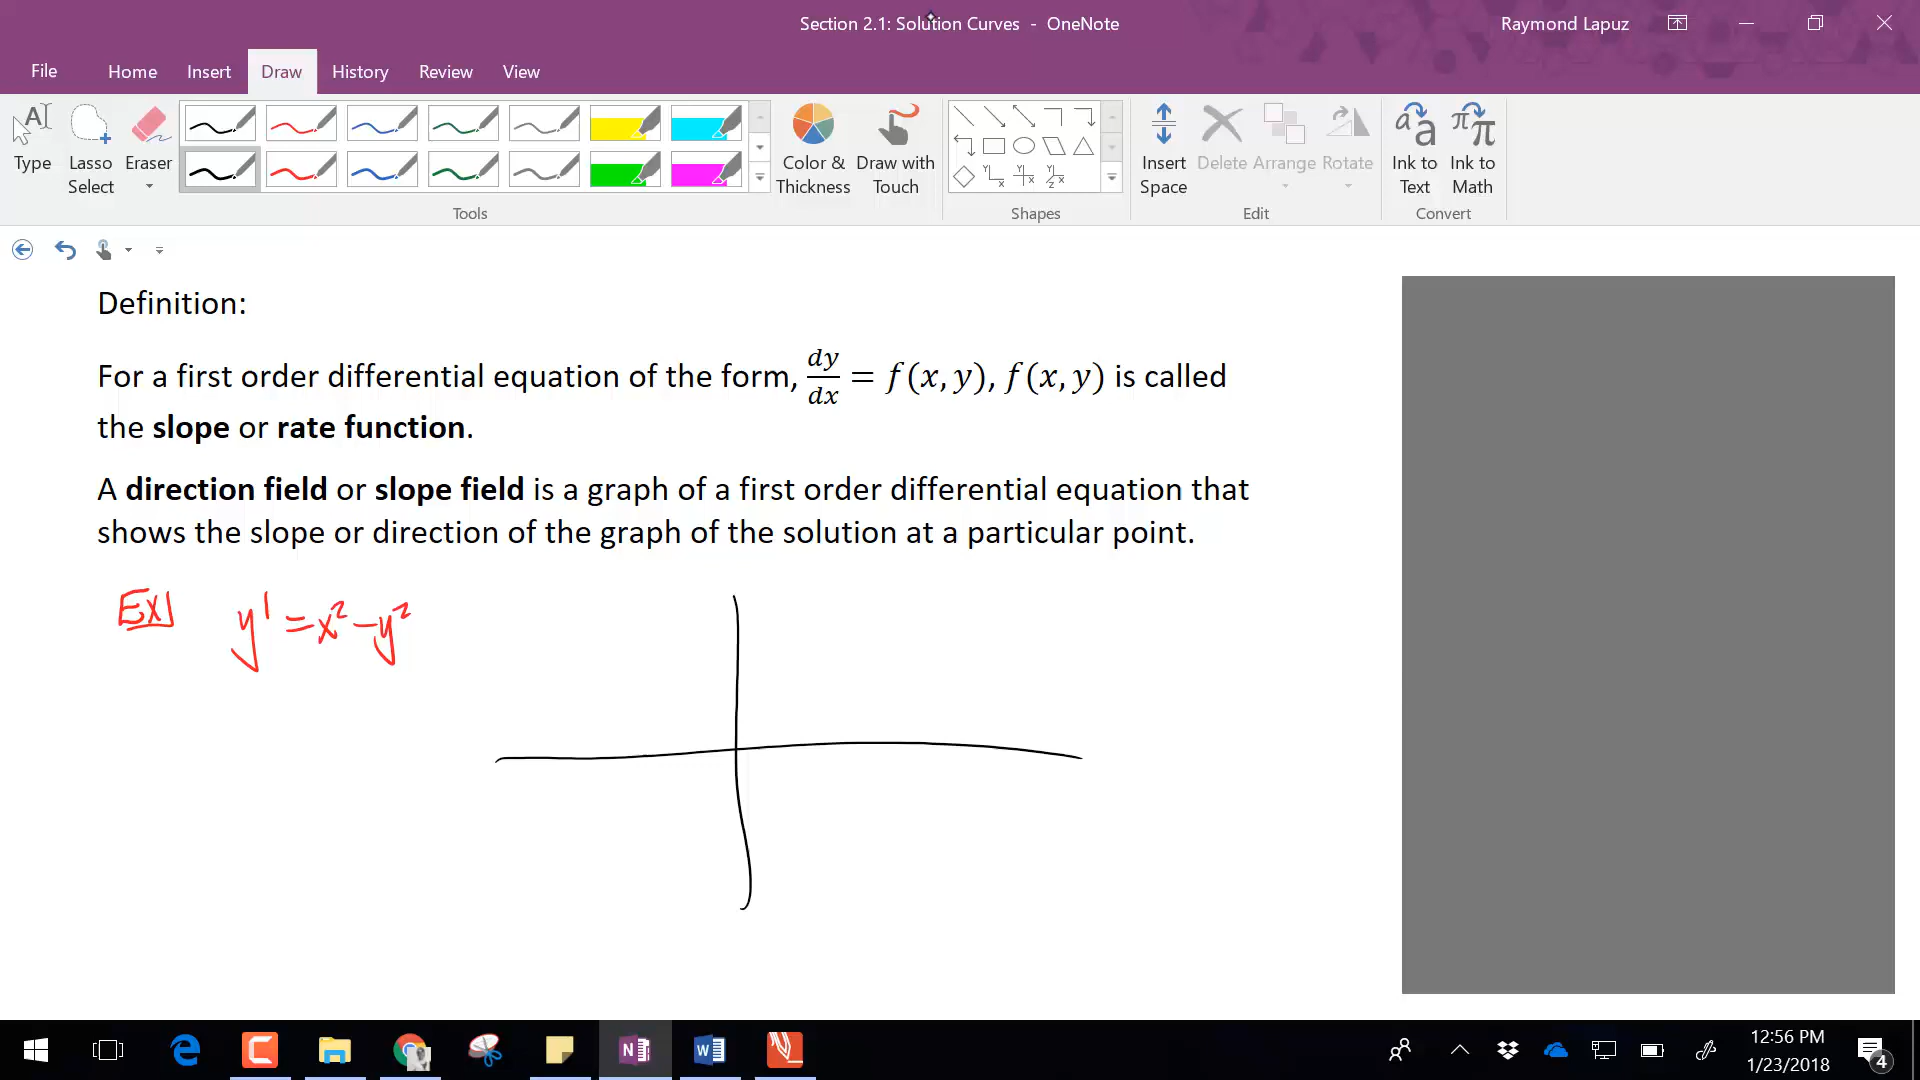 Section 2.1: Solution Curves - OneNote
Raymond Lapuz
File Home Insert Draw History Review View
Type
Lasso Select
Eraser
Color & Thickness
Draw with Touch
Insert Space
Delete
Arrange
Rotate
Ink to Text
Ink to Math
Tools
Shapes
Edit
Convert
Definition:
For a first order differential equation of the form, dy/dx = f(x, y), f(x, y) is called
the slope or rate function.
A direction field or slope field is a graph of a first order differential equation that
shows the slope or direction of the graph of the solution at a particular point.
Ex1 y' = x² - y²
12:56 PM
1/23/2018
4